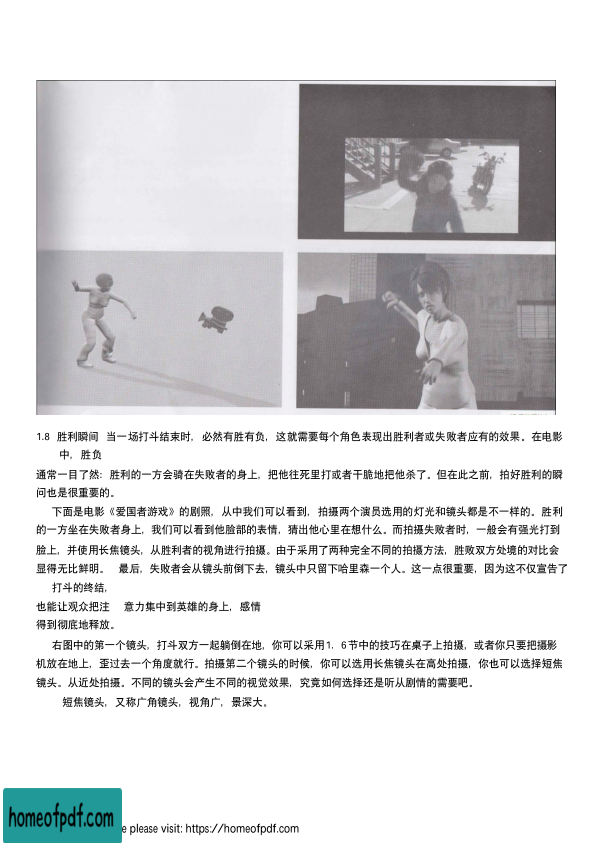 1.8 胜利瞬间 当一场打斗结束时, 必然有胜有负, 这就需要每个角色表现出胜利者或失败者应有的效果。在电影
中, 胜负
通常一目了然: 胜利的一方会骑在失败者的身上, 把他往死里打或者干脆地把他杀了。但在此之前, 拍好胜利的瞬
间也是很重要的。
下面是电影《爱国者游戏》的剧照, 从中我们可以看到, 拍摄两个演员选用的灯光和镜头都是不一样的。胜利
的一方坐在失败者身上, 我们可以看到他脸部的表情, 猜出他心里在想什么。而拍摄失败者时, 一般会有强光打到
脸上, 并使用长焦镜头, 从胜利者的视角进行拍摄。由于采用了两种完全不同的拍摄方法, 胜败双方处境的对比会
显得无比鲜明。 最后, 失败者会从镜头前倒下去, 镜头中只留下哈里森一个人。这一点很重要, 因为这不仅宣告了
打斗的终结,
也能让观众把注 意力集中到英雄的身上, 感情
得到彻底地释放。
右图中的第一个镜头, 打斗双方一起躺倒在地, 你可以采用1, 6节中的技巧在桌子上拍摄, 或者你只要把摄影
机放在地上, 歪过去一个角度就行。拍摄第二个镜头的时候, 你可以选用长焦镜头在高处拍摄, 你也可以选择短焦
镜头。从近处拍摄。不同的镜头会产生不同的视觉效果, 究竟如何选择还是听从剧情的需要吧。
短焦镜头, 又称广角镜头, 视角广, 景深大。
homeofpdf.com
e please visit: https://homeofpdf.com